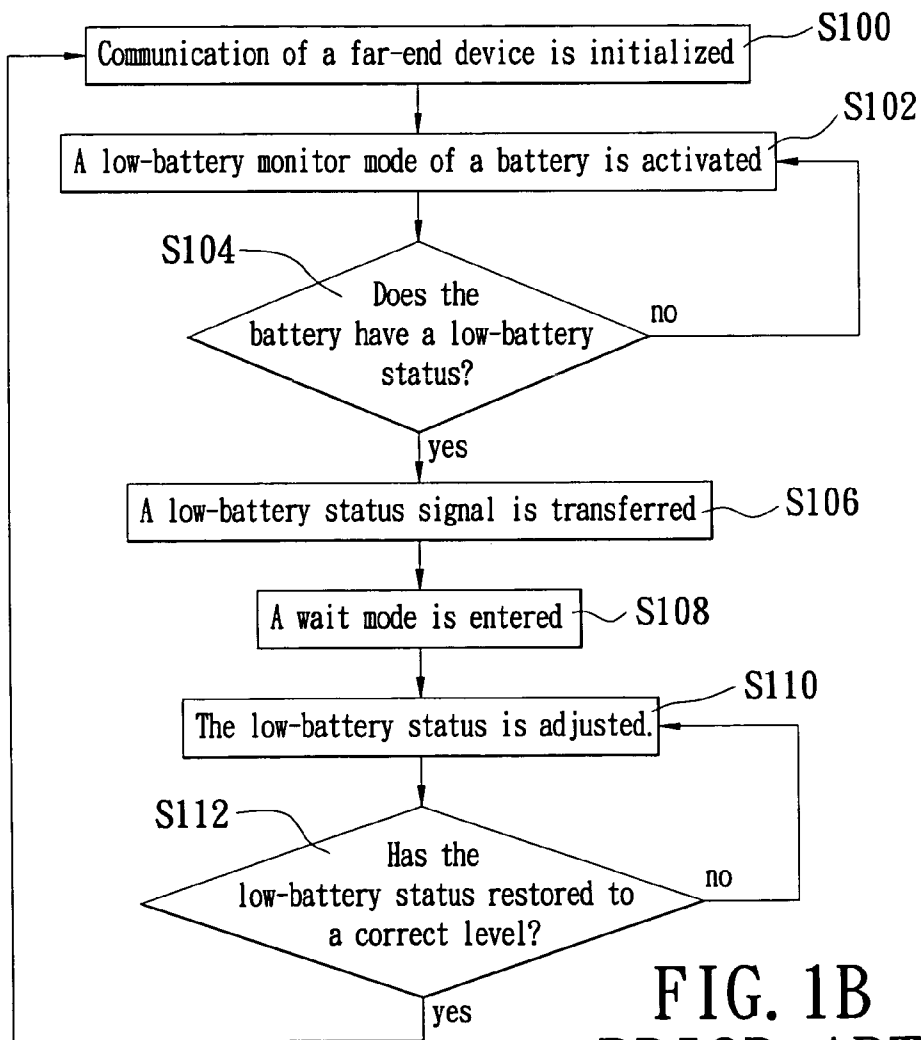 S100
Communication of a far-end device is initialized
S102
A low-battery monitor mode of a battery is activated
S104
Does the
battery have a low-battery
status?
no
yes
A low-battery status signal is transferred
S106
A wait mode is entered
S108
S110
The low-battery status is adjusted.
S112
Has the
low-battery status restored to
a correct level?
no
yes
FIG. 1B
PRIOR ART